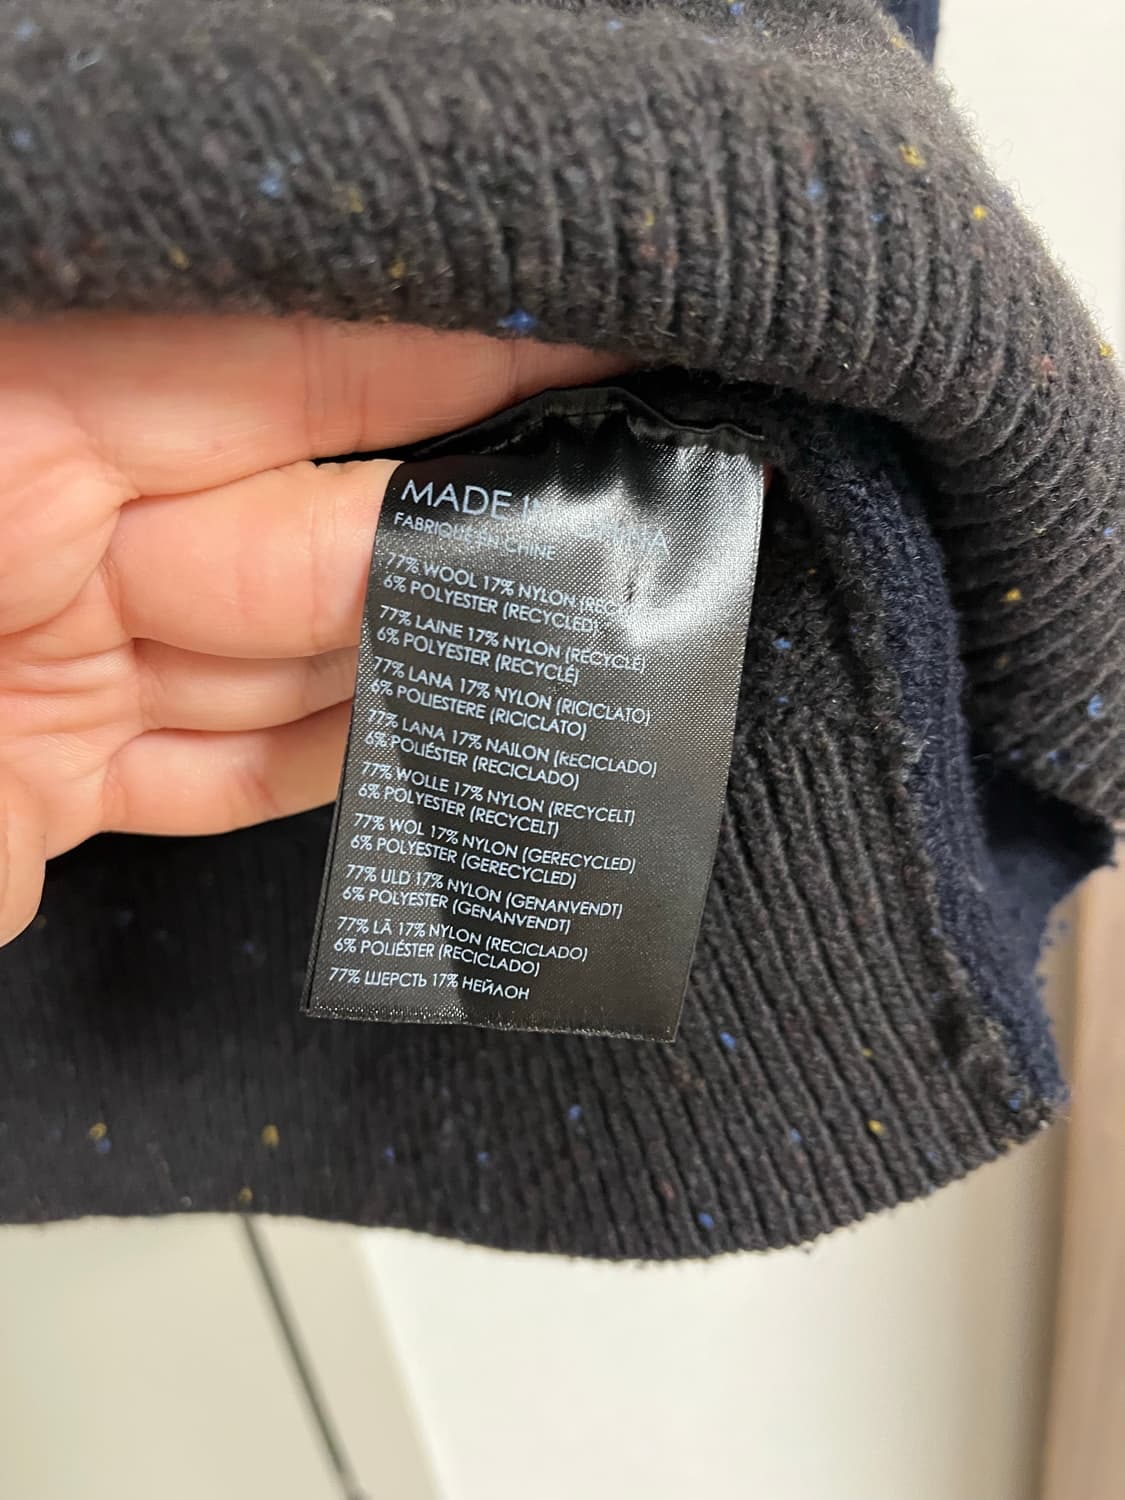 MADE IN CHINA
FABRIQUÉ EN CHINE
77% WOOL 17% NYLON
6% POLYESTER (RECYCLED)
77% LAINE 17% NYLON (RECYCLÉ)
6% POLYESTER (RECYCLÉ)
77% LANA 17% NYLON (RICICLATO)
6% POLIESTERE (RICICLATO)
77% LANA 17% NAILON (RECICLADO)
6% POLIÉSTER (RECICLADO)
77% WOLLE 17% NYLON (RECYCELT)
6% POLYESTER (RECYCELT)
77% WOL 17% NYLON (GERECYCLED)
6% POLYESTER (GERECYCLED)
77% ULD 17% NYLON (GENANVENDT)
6% POLYESTER (GENANVENDT)
77% LÃ 17% NYLON (RECICLADO)
6% POLIÉSTER (RECICLADO)
77% ШЕРСТЬ 17% НЕЙЛОН